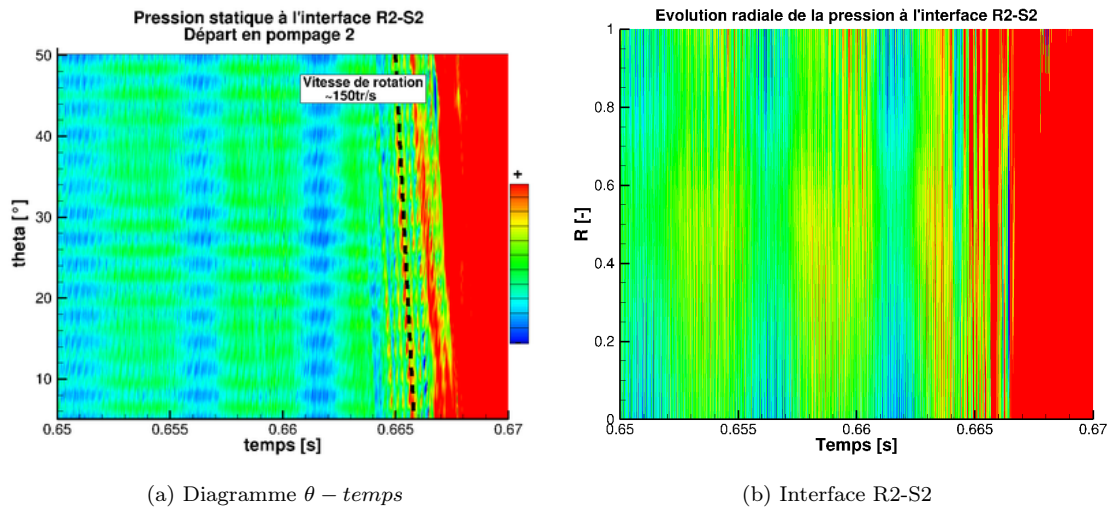 Pression statique à l'interface R2-S2
Départ en pompage 2
50
40
30
20
10
theta [°]
Vitesse de rotation
~150tr/s
+
0.65
0.655
0.66
0.665
0.67
temps [s]
(a) Diagramme θ − temps
Evolution radiale de la pression à l'interface R2-S2
1
0.8
0.6
0.4
0.2
0
R [-]
0.65
0.655
0.66
0.665
0.67
Temps [s]
(b) Interface R2-S2